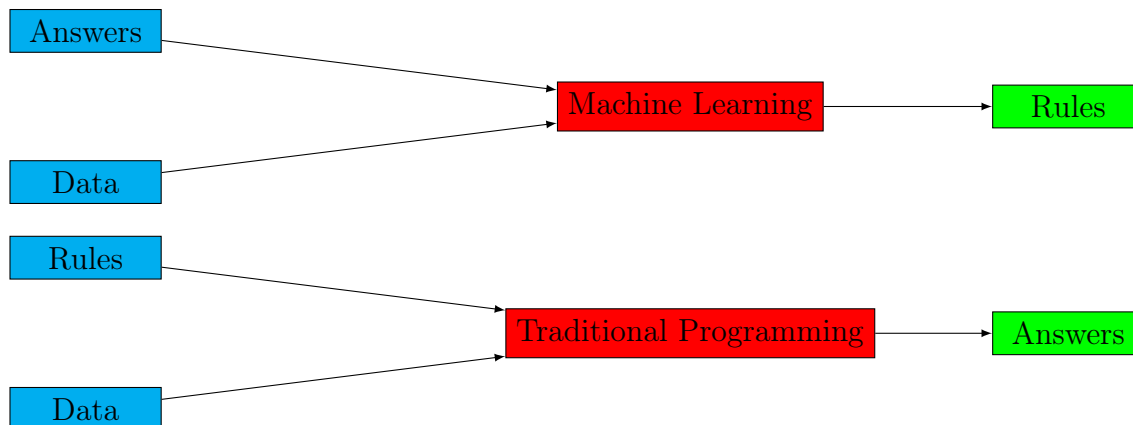 Answers
Machine Learning
Rules
Data
Rules
Traditional Programming
Answers
Data